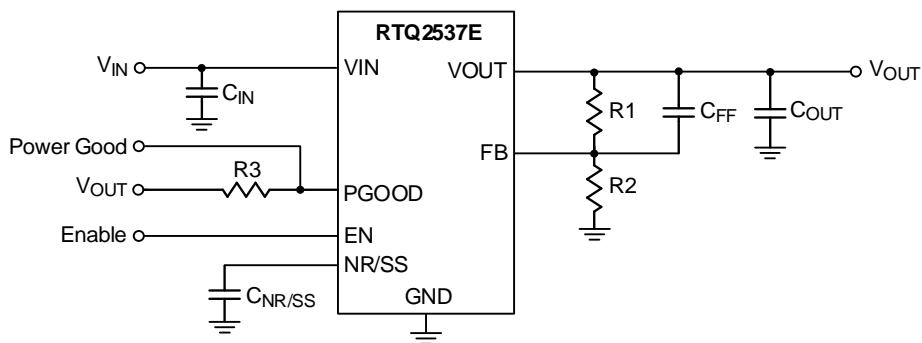 RTQ2537E
VIN
VIN
CIN
VOUT
VOUT
R1
CFF
COUT
Power Good
FB
VOUT
R3
PGOOD
R2
Enable
EN
NR/SS
CNR/SS
GND